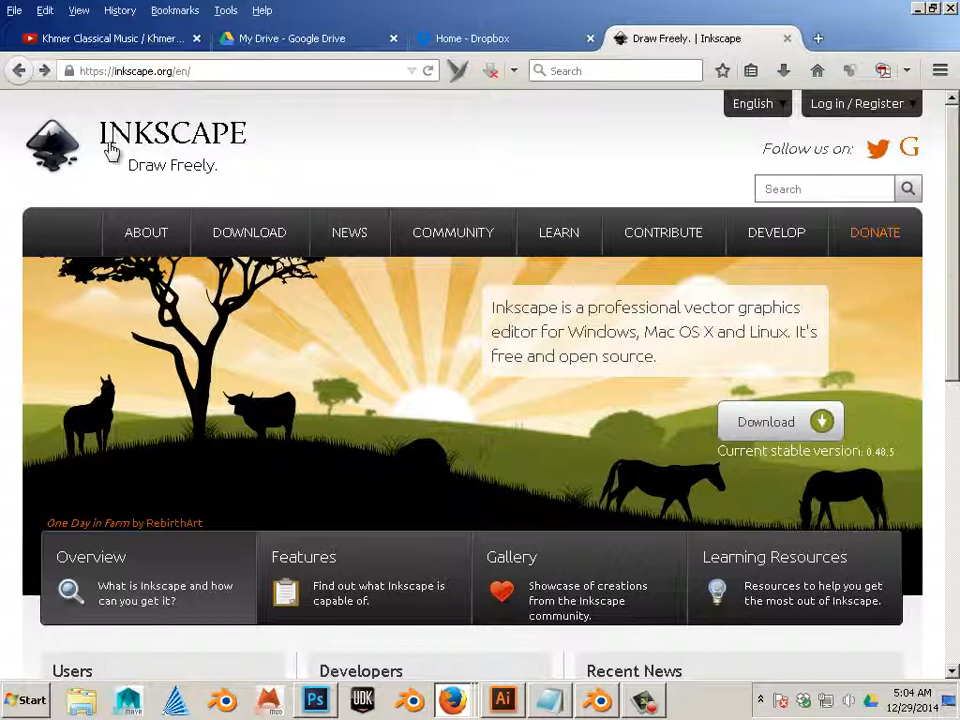 File Edit View History Bookmarks Tools Help
Khmer Classical Music / Khmer...
My Drive - Google Drive
Home - Dropbox
Draw Freely. | Inkscape
https://inkscape.org/en/
Search
English
Log in / Register
INKSCAPE
Draw Freely.
Follow us on:
Search
ABOUT DOWNLOAD NEWS COMMUNITY LEARN CONTRIBUTE DEVELOP DONATE
Inkscape is a professional vector graphics
editor for Windows, Mac OS X and Linux. It's
free and open source.
Download
Current stable version: 0.48.5
One Day in Farm by RebirthArt
Overview
What is Inkscape and how
can you get it?
Features
Find out what Inkscape is
capable of.
Gallery
Showcase of creations
from the Inkscape
community.
Learning Resources
Resources to help you get
the most out of Inkscape.
Users
Developers
Recent News
Start
MAYA
MUD
Ps
UDK
Ai
5:04 AM
12/29/2014